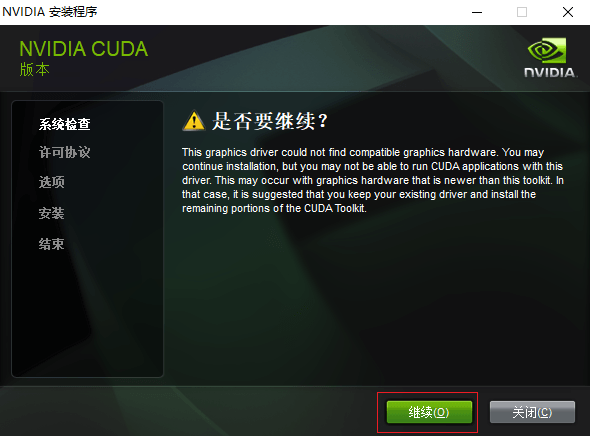 NVIDIA 安装程序
NVIDIA CUDA
版本
NVIDIA.
系统检查
许可协议
选项
安装
结束
是否要继续？
This graphics driver could not find compatible graphics hardware. You may
continue installation, but you may not be able to run CUDA applications with this
driver. This may occur with graphics hardware that is newer than this toolkit. In
that case, it is suggested that you keep your existing driver and install the
remaining portions of the CUDA Toolkit.
继续(O)
关闭(C)